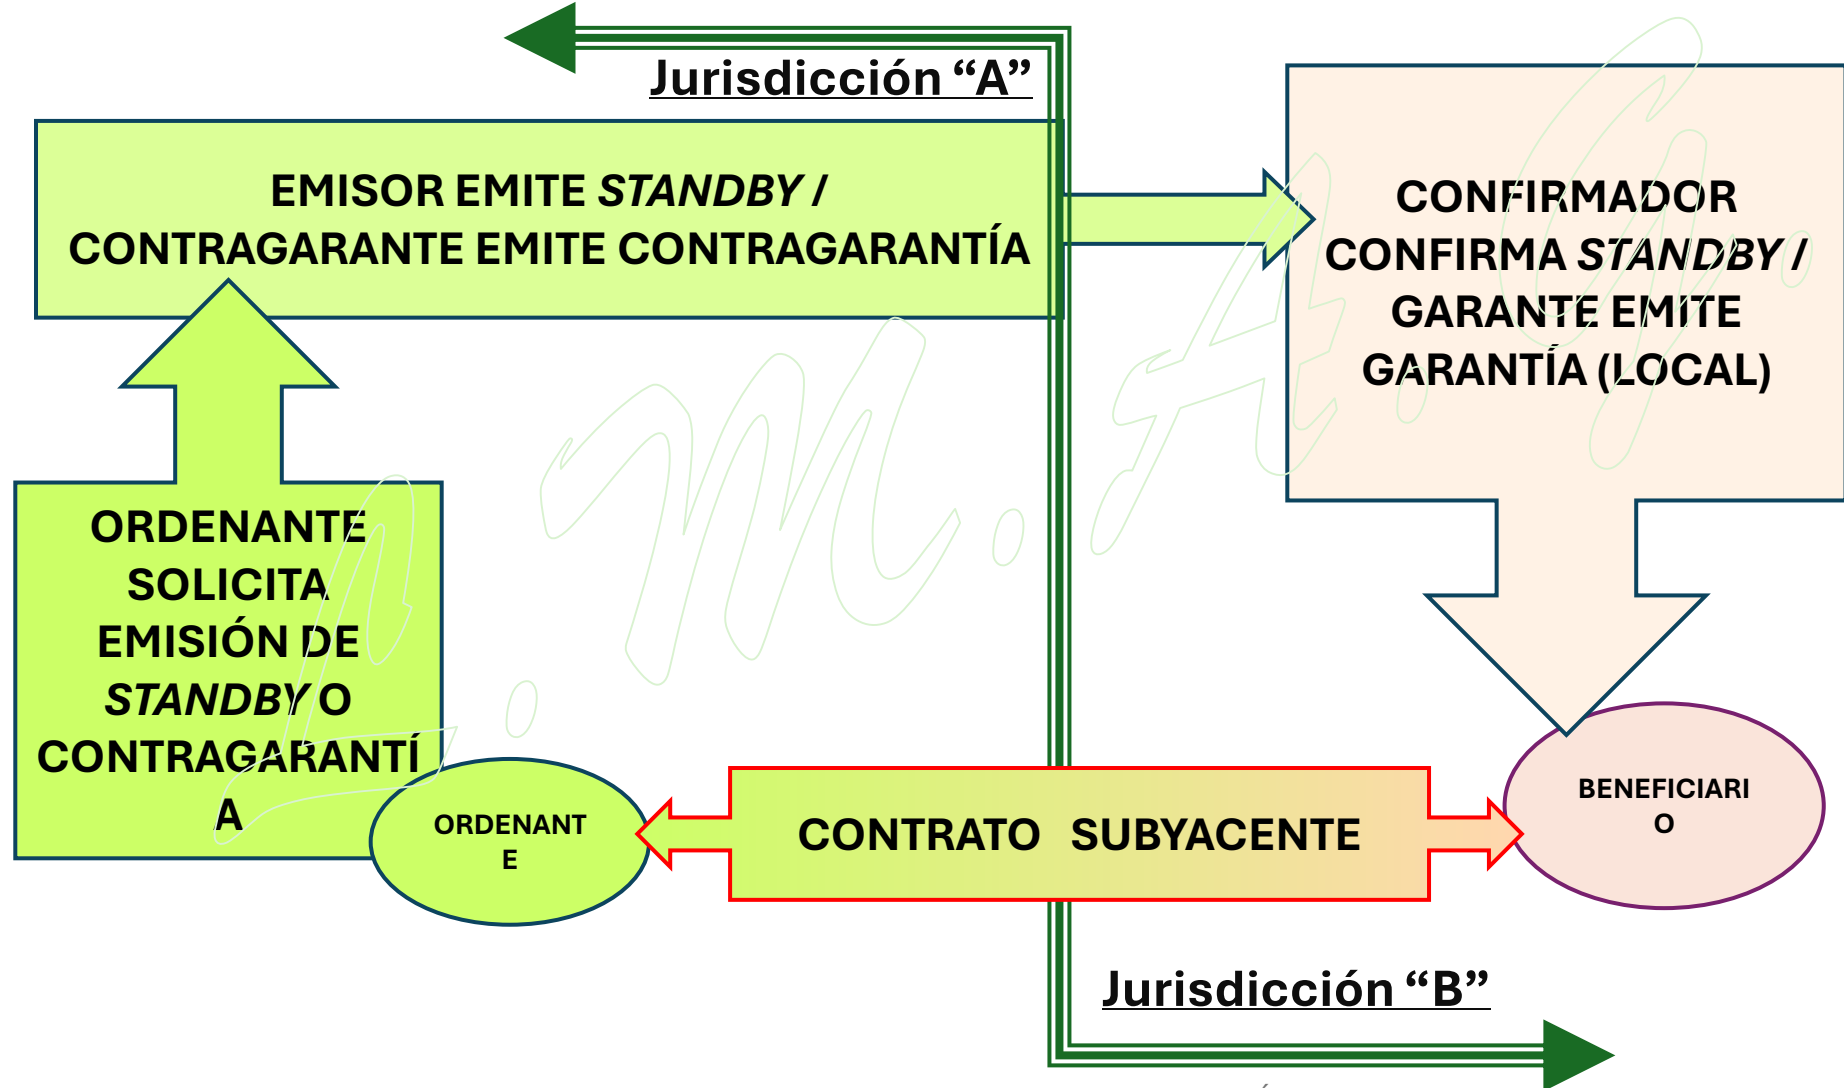 Jurisdicción “A”
EMISOR EMITE STANDBY /
CONTRAGARANTE EMITE CONTRAGARANTÍA
CONFIRMADOR
CONFIRMA STANDBY /
GARANTE EMITE
GARANTÍA (LOCAL)
ORDENANTE
SOLICITA
EMISIÓN DE
STANDBY O
CONTRAGARANTÍ
A
ORDENANT
E
CONTRATO SUBYACENTE
BENEFICIARI
O
Jurisdicción “B”
L.M.A.G.